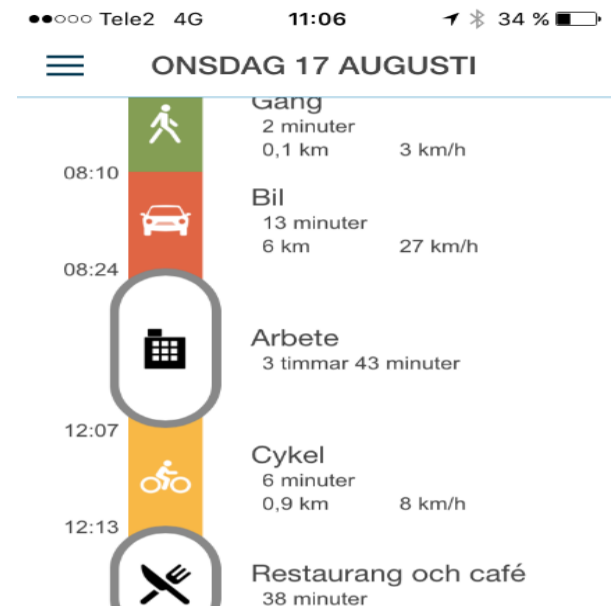 Tele2 4G 11:06 34 %
ONSDAG 17 AUGUSTI
Gång
2 minuter
0,1 km 3 km/h
08:10
Bil
13 minuter
6 km 27 km/h
08:24
Arbete
3 timmar 43 minuter
12:07
Cykel
6 minuter
0,9 km 8 km/h
12:13
Restaurang och café
38 minuter